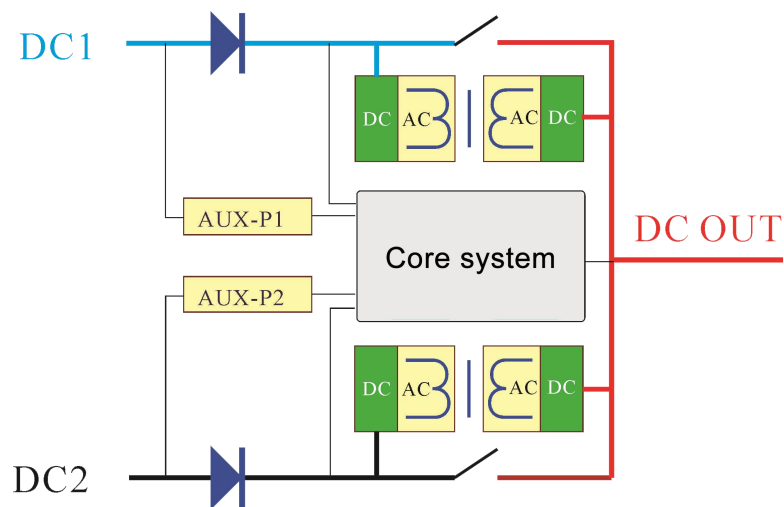 DC1
DC AC AC DC
AUX-P1
Core system
DC OUT
AUX-P2
DC AC AC DC
DC2